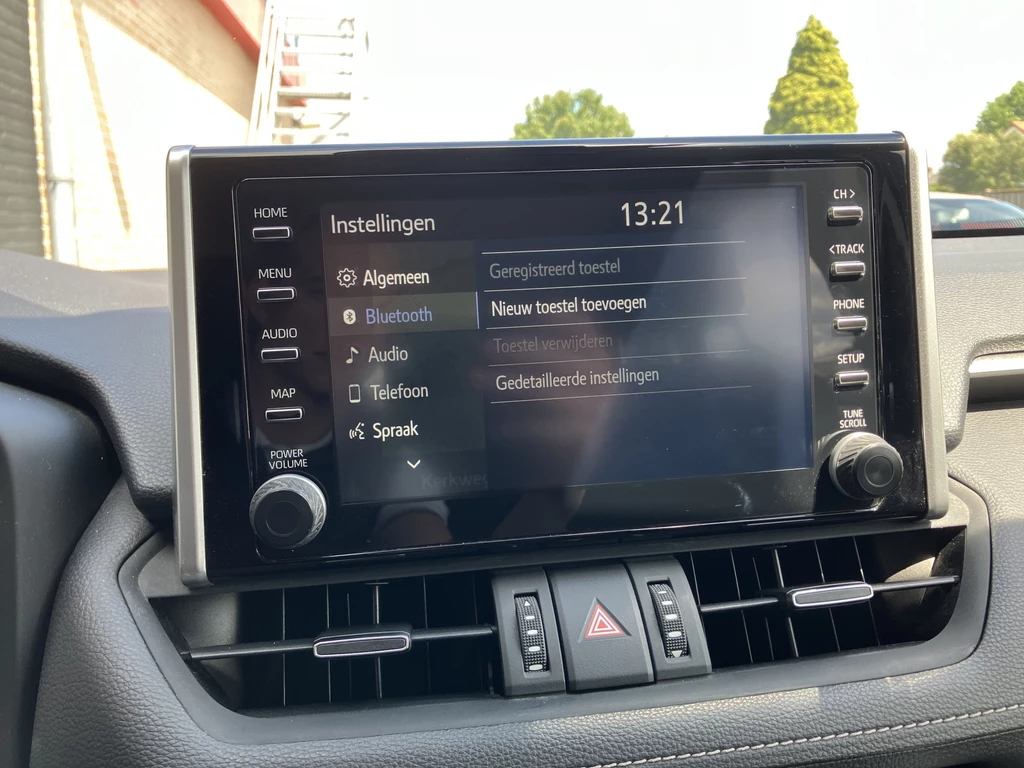 HOME
MENU
AUDIO
MAP
POWER
VOLUME
Instellingen
13:21
Algemeen
Bluetooth
Audio
Telefoon
Spraak
Geregistreerd toestel
Nieuw toestel toevoegen
Toestel verwijderen
Gedetailleerde instellingen
CH >
< TRACK
PHONE
SETUP
TUNE
SCROLL